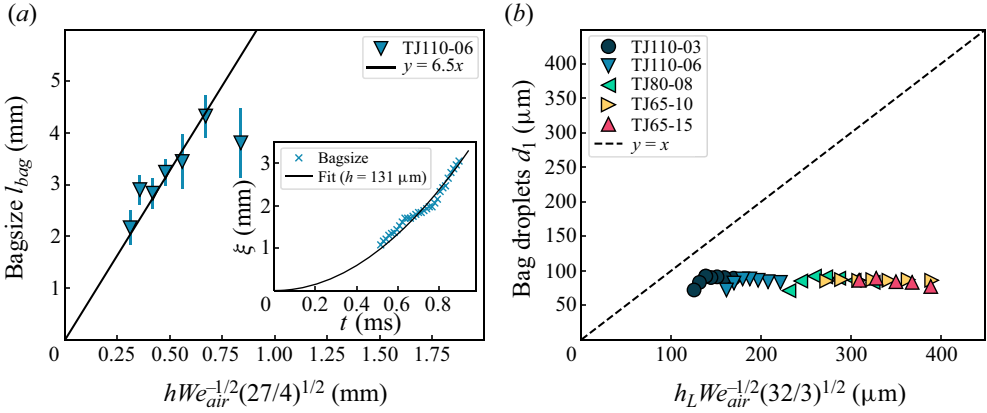 (a)
Bagsize l_bag (mm)
5
4
3
2
1
0
0.25
0.50
0.75
1.00
1.25
1.50
1.75
hWe_air^{–1/2}(27/4)^{1/2} (mm)
TJ110-06
y = 6.5x
Bagsize
Fit (h = 131 μm)
ξ (mm)
3
2
1
0
0.2
0.4
0.6
0.8
t (ms)
(b)
Bag droplets d_1 (μm)
400
350
300
250
200
150
100
50
0
100
200
300
400
h_L We_air^{–1/2}(32/3)^{1/2} (μm)
TJ110-03
TJ110-06
TJ80-08
TJ65-10
TJ65-15
y = x